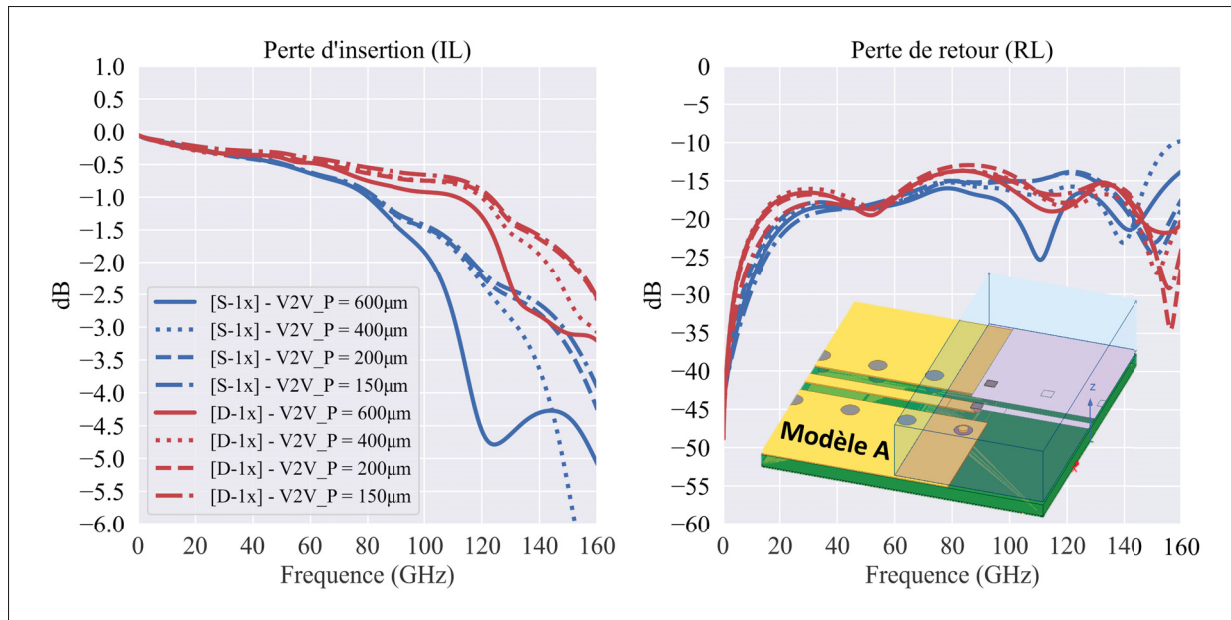 Perte d'insertion (IL)
1.0
0.5
0.0
−0.5
−1.0
−1.5
−2.0
−2.5
−3.0
−3.5
−4.0
−4.5
−5.0
−5.5
−6.0
dB
[S-1x] - V2V_P = 600μm
[S-1x] - V2V_P = 400μm
[S-1x] - V2V_P = 200μm
[S-1x] - V2V_P = 150μm
[D-1x] - V2V_P = 600μm
[D-1x] - V2V_P = 400μm
[D-1x] - V2V_P = 200μm
[D-1x] - V2V_P = 150μm
0 20 40 60 80 100 120 140 160
Frequence (GHz)
Perte de retour (RL)
0
−5
−10
−15
−20
−25
−30
−35
−40
−45
−50
−55
−60
dB
Modèle A
z
0 20 40 60 80 100 120 140 160
Frequence (GHz)